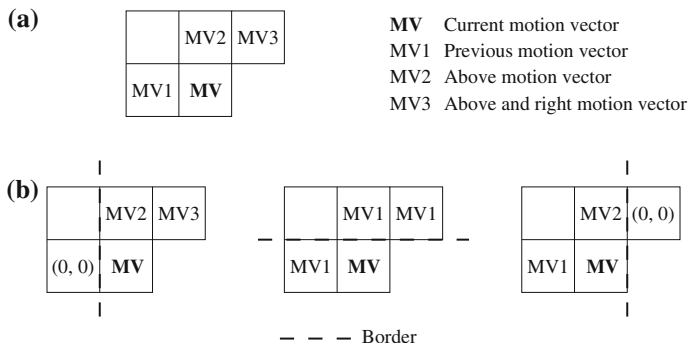 (a)
MV2 MV3
MV1 MV
MV Current motion vector
MV1 Previous motion vector
MV2 Above motion vector
MV3 Above and right motion vector
(b)
MV2 MV3
(0, 0) MV
MV1 MV1
MV1 MV
MV2 (0, 0)
MV1 MV
Border